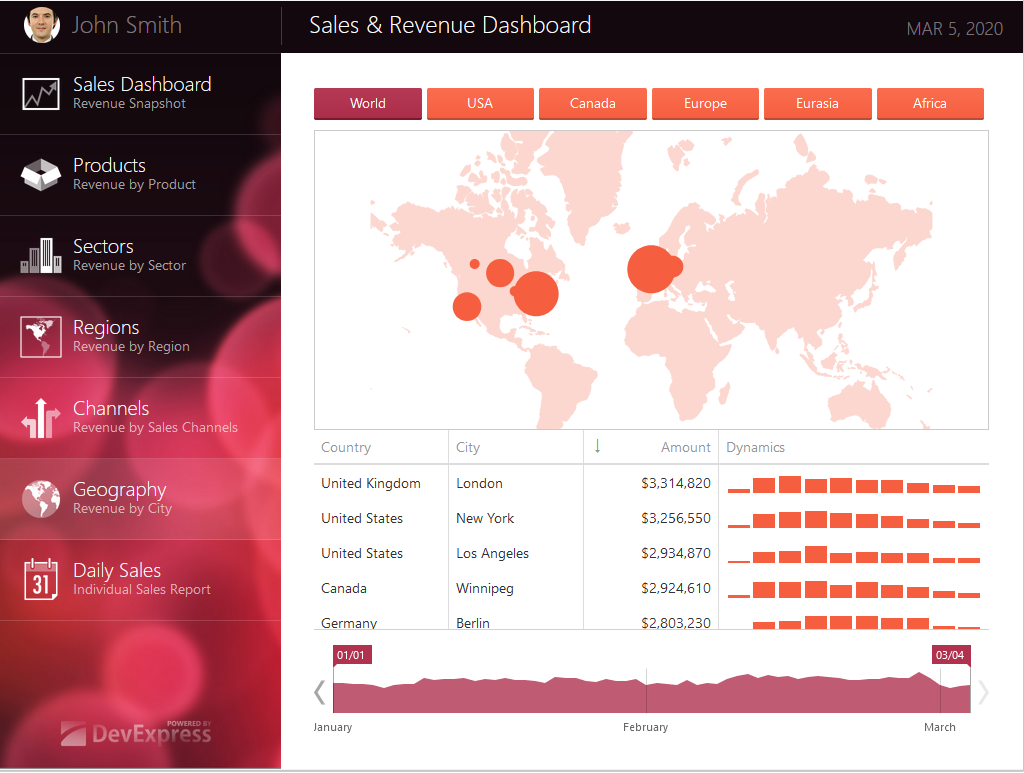 John Smith
Sales & Revenue Dashboard
MAR 5, 2020
Sales Dashboard
Revenue Snapshot
Products
Revenue by Product
Sectors
Revenue by Sector
Regions
Revenue by Region
Channels
Revenue by Sales Channels
Geography
Revenue by City
31
Daily Sales
Individual Sales Report
POWERED BY
DevExpress
World USA Canada Europe Eurasia Africa
Country City ↓ Amount Dynamics
United Kingdom London $3,314,820
United States New York $3,256,550
United States Los Angeles $2,934,870
Canada Winnipeg $2,924,610
Germany Berlin $2,803,230
01/01 03/04
January February March